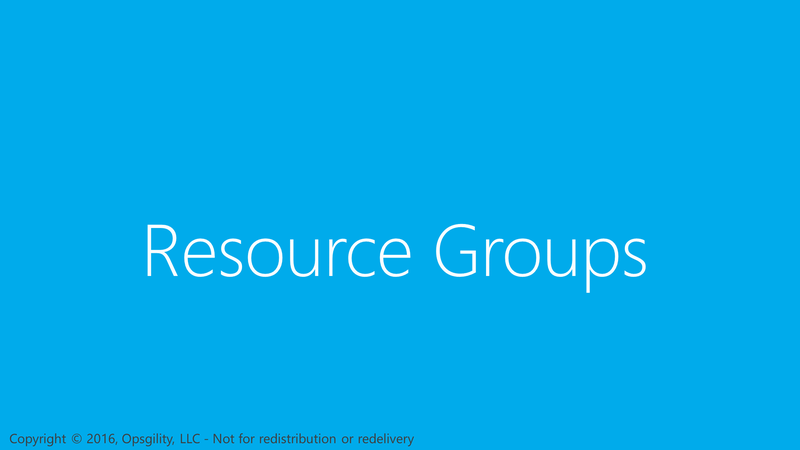 Resource Groups
Copyright © 2016, Opsgility, LLC - Not for redistribution or redelivery